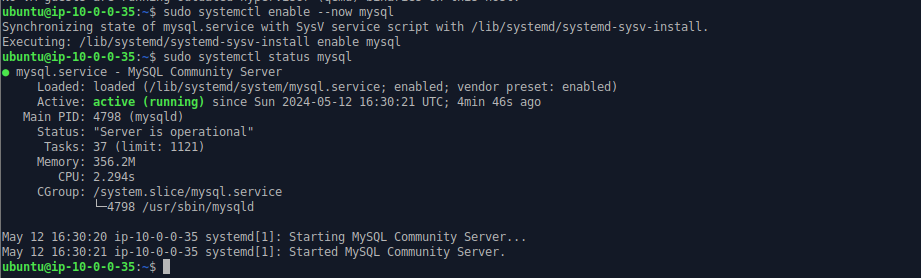 ubuntu@ip-10-0-0-35:~$ sudo systemctl enable --now mysql
Synchronizing state of mysql.service with SysV service script with /lib/systemd/systemd-sysv-install.
Executing: /lib/systemd/systemd-sysv-install enable mysql
ubuntu@ip-10-0-0-35:~$ sudo systemctl status mysql
● mysql.service - MySQL Community Server
Loaded: loaded (/lib/systemd/system/mysql.service; enabled; vendor preset: enabled)
Active: active (running) since Sun 2024-05-12 16:30:21 UTC; 4min 46s ago
Main PID: 4798 (mysqld)
Status: "Server is operational"
Tasks: 37 (limit: 1121)
Memory: 356.2M
CPU: 2.294s
CGroup: /system.slice/mysql.service
└─4798 /usr/sbin/mysqld
May 12 16:30:20 ip-10-0-0-35 systemd[1]: Starting MySQL Community Server...
May 12 16:30:21 ip-10-0-0-35 systemd[1]: Started MySQL Community Server.
ubuntu@ip-10-0-0-35:~$